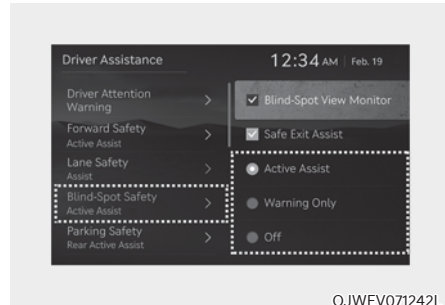 Driver Assistance
12:34 AM Feb. 19
Driver Attention
Warning
Forward Safety
Active Assist
Lane Safety
Assist
Blind-Spot Safety
Active Assist
Parking Safety
Rear Active Assist
Blind-Spot View Monitor
Safe Exit Assist
Active Assist
Warning Only
Off
OJWEV071242L